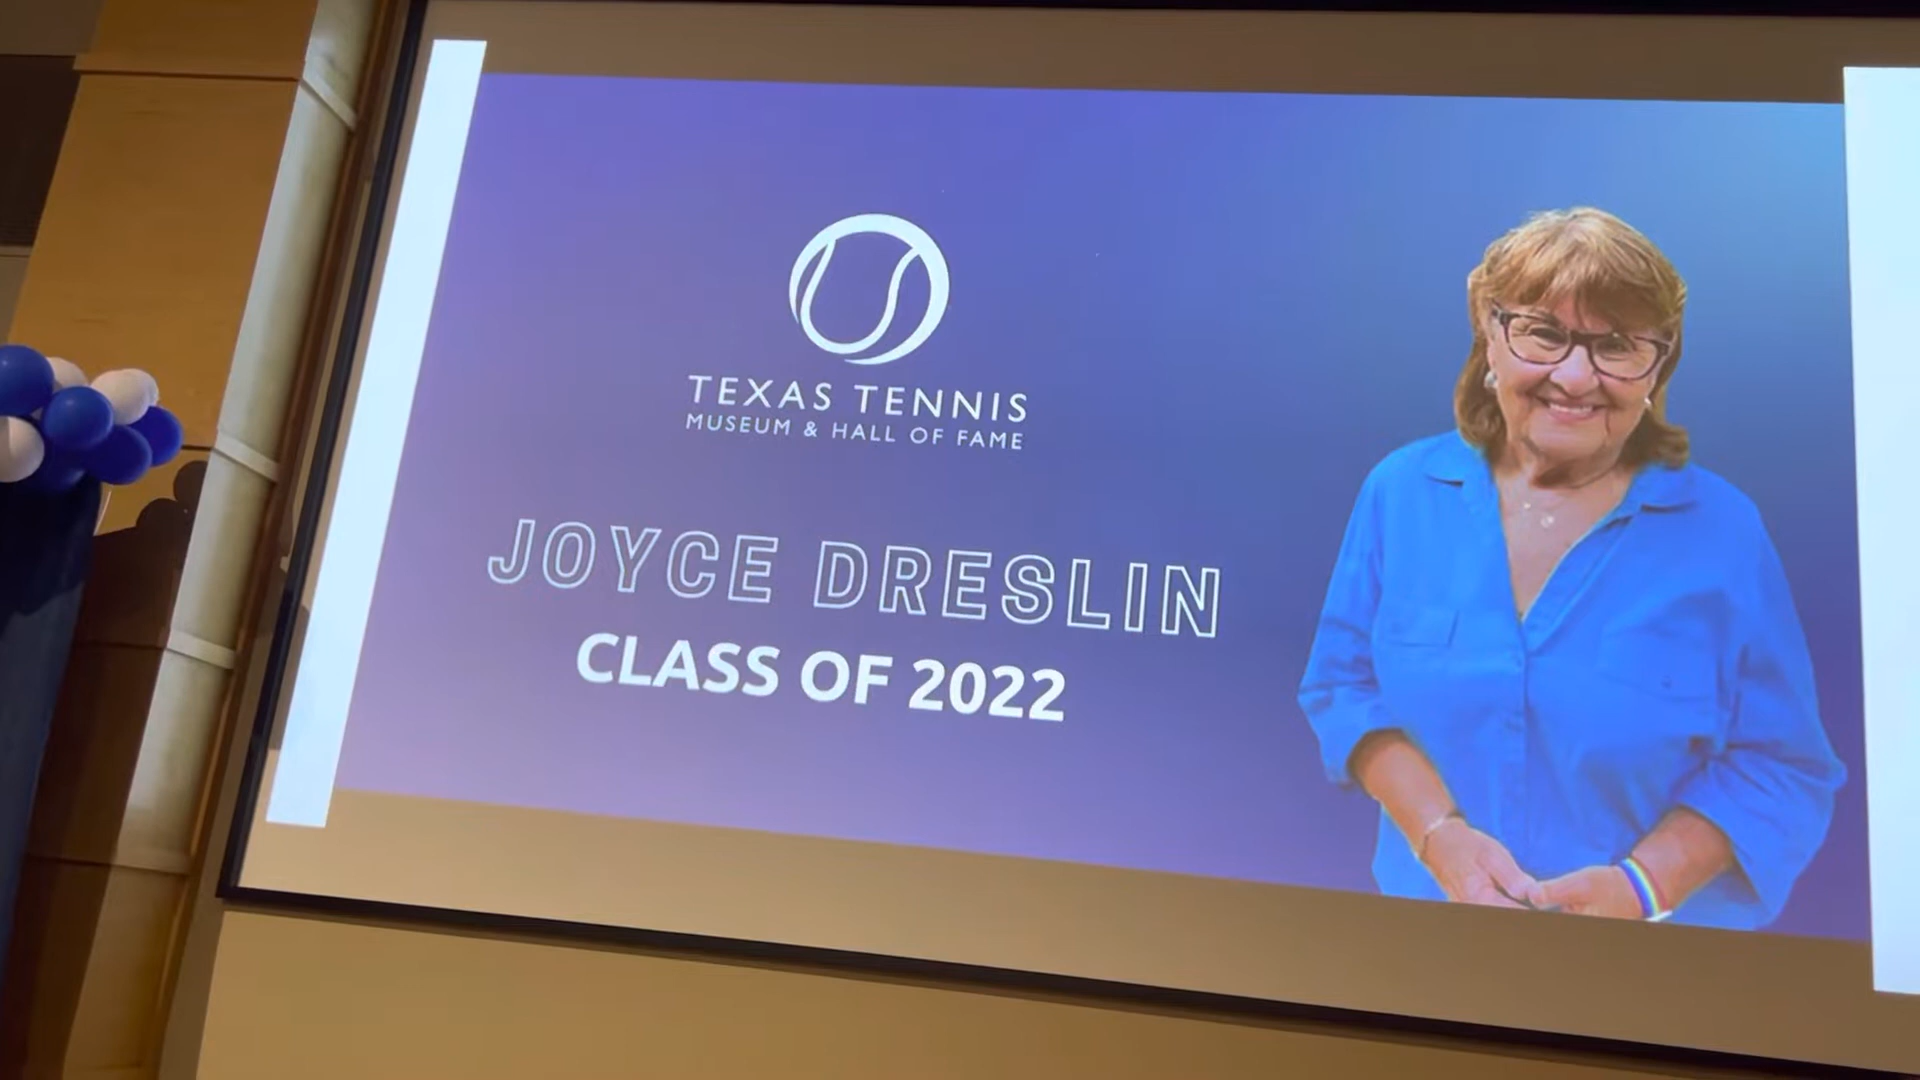 TEXAS TENNIS
MUSEUM & HALL OF FAME
JOYCE DRESLIN
CLASS OF 2022